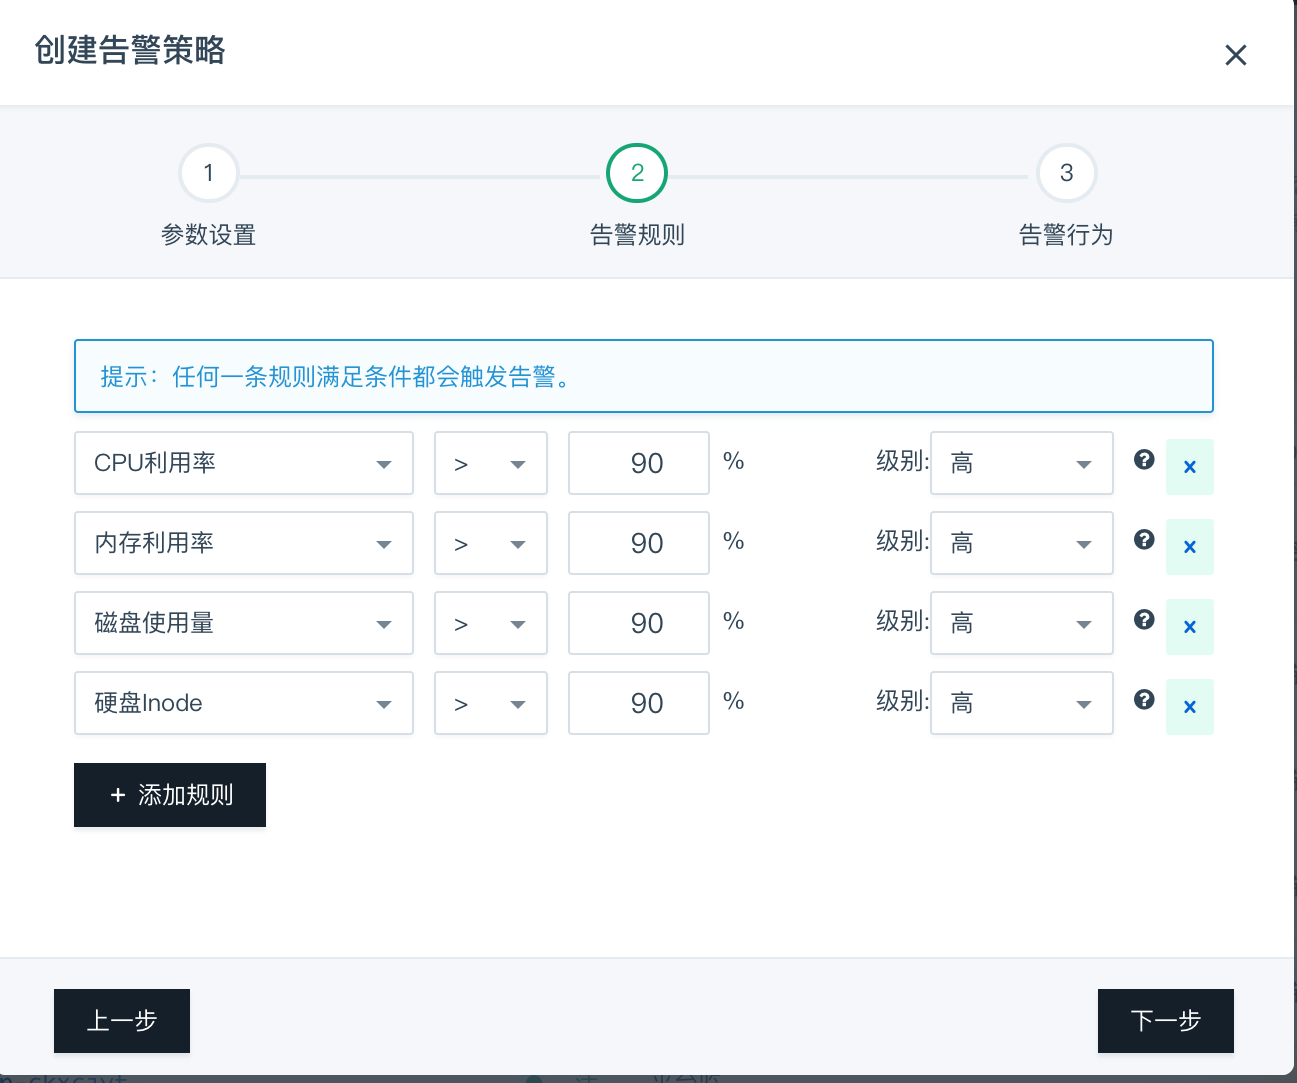 创建告警策略
1
2
3
参数设置
告警规则
告警行为
提示：任何一条规则满足条件都会触发告警。
CPU利用率 > 90 % 级别: 高
内存利用率 > 90 % 级别: 高
磁盘使用量 > 90 % 级别: 高
硬盘Inode > 90 % 级别: 高
+ 添加规则
上一步
下一步